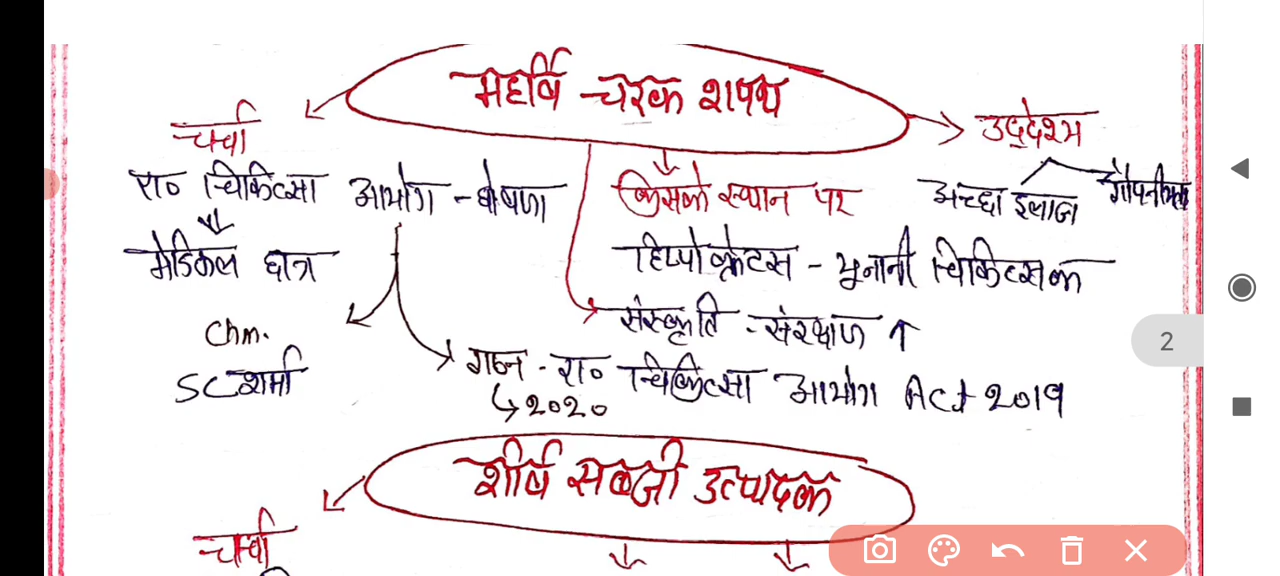 महर्षि चरक शपथ
चर्चा
उद्देश्य
रा० चिकित्सा आयोग - घोषणा
किसके स्थान पर
अच्छा इलाज
गोपनीयता
मेडिकल छात्र
हिप्पोक्रेटस - यूनानी चिकित्सक
संस्कृति - संरक्षण ↑
Chm.
SC शर्मा
गठन - रा० चिकित्सा आयोग Act 2019
↳ 2020
2
शीर्ष सब्जी उत्पादक
चर्चा